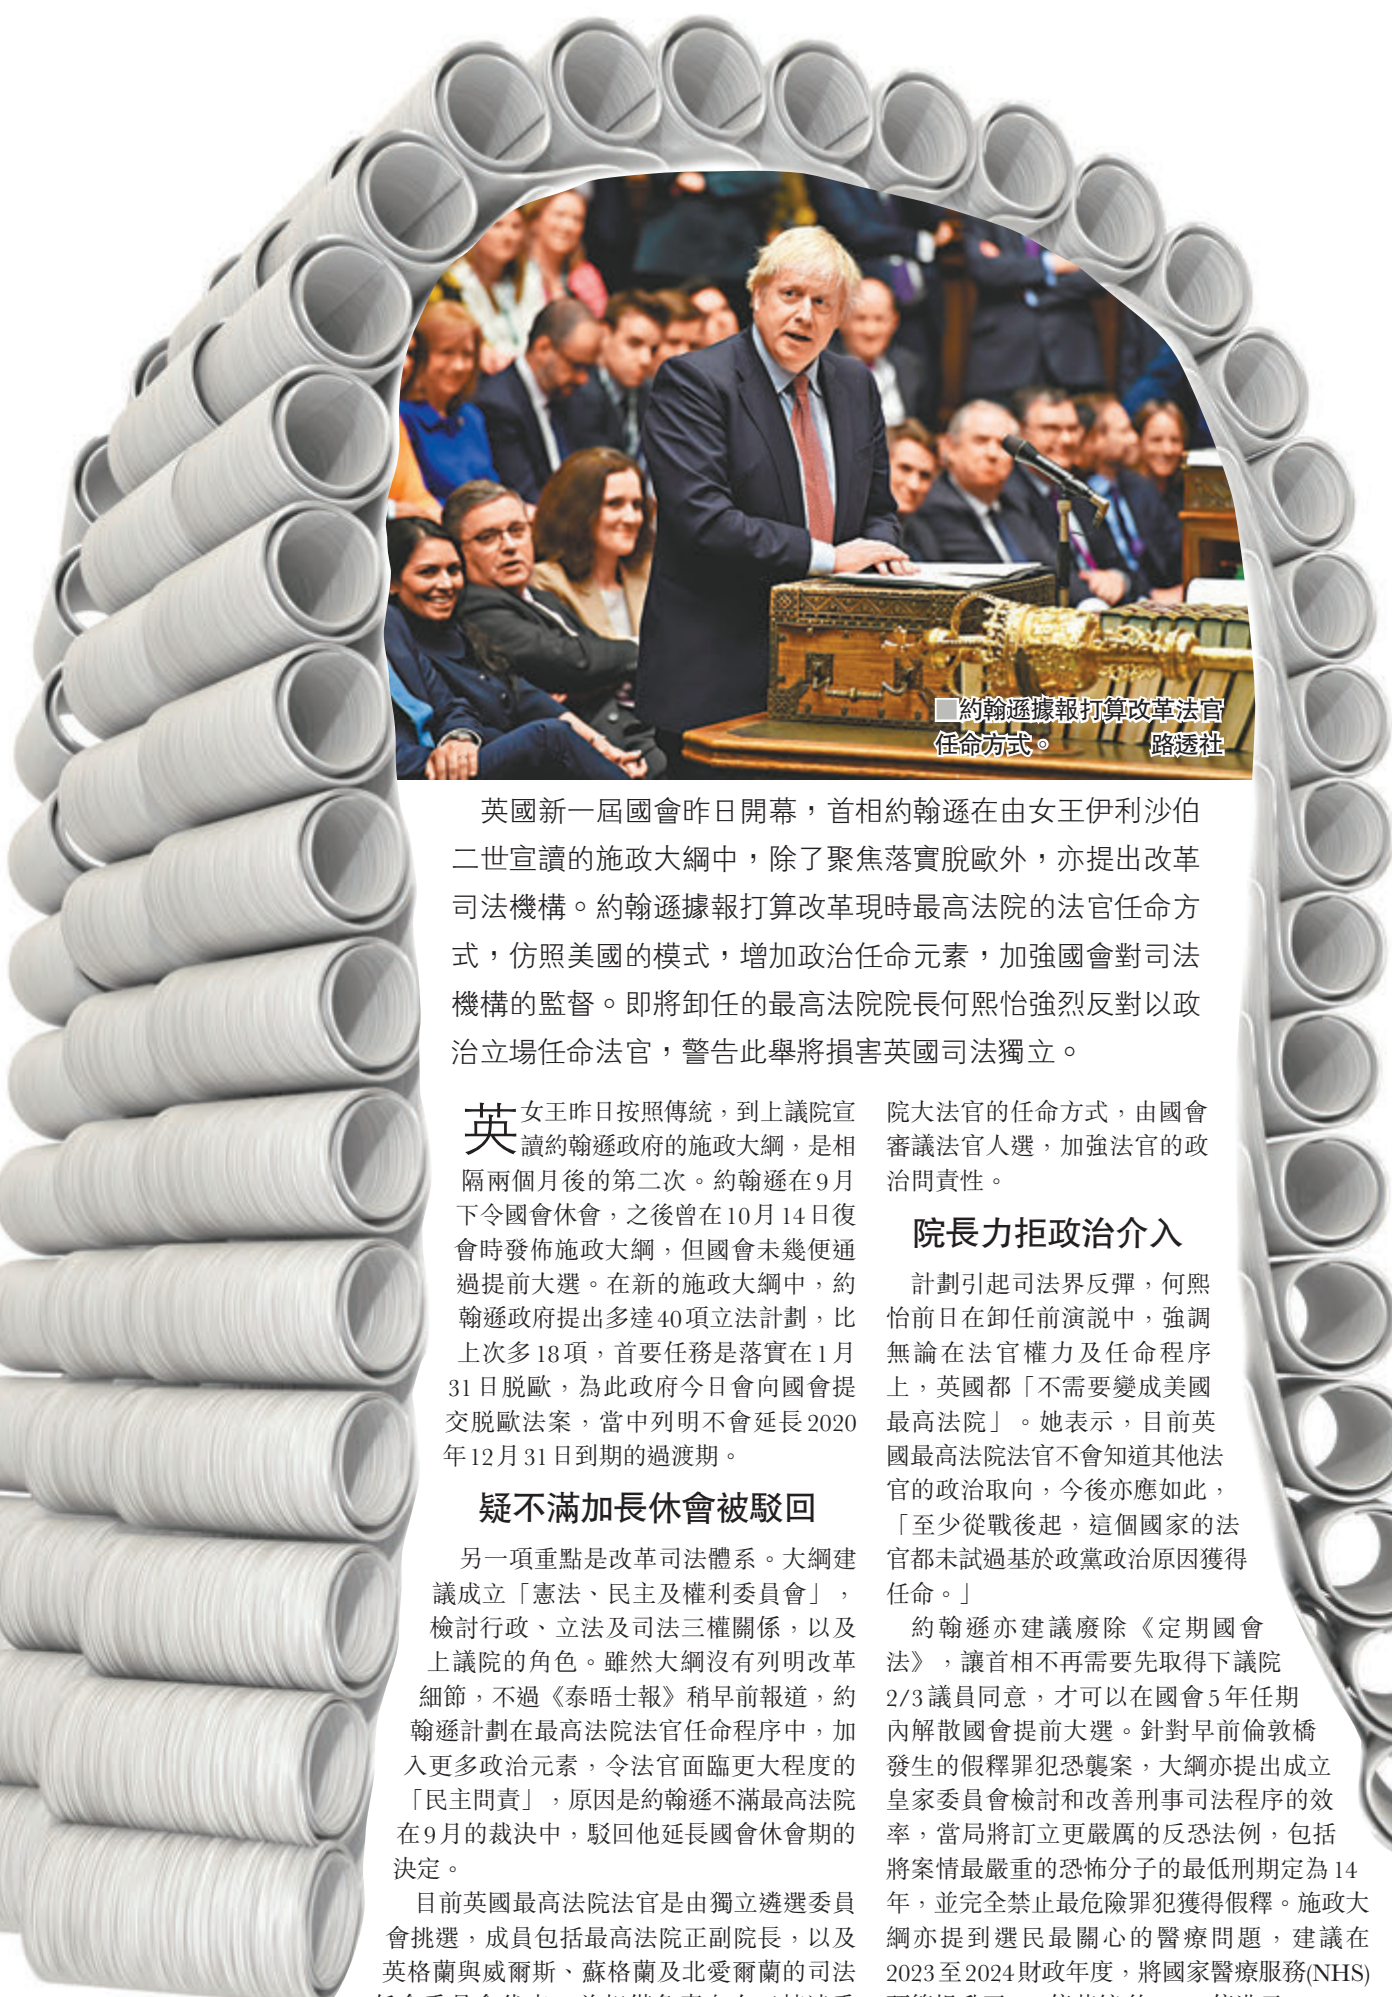 ■約翰遜據報打算改革法官
任命方式。 路透社
英國新一屆國會昨日開幕，首相約翰遜在由女王伊利沙伯
二世宣讀的施政大綱中，除了聚焦落實脫歐外，亦提出改革
司法機構。約翰遜據報打算改革現時最高法院的法官任命方
式，仿照美國的模式，增加政治任命元素，加強國會對司法
機構的監督。即將卸任的最高法院院長何熙怡強烈反對以政
治立場任命法官，警告此舉將損害英國司法獨立。
英女王昨日按照傳統，到上議院宣
讀約翰遜政府的施政大綱，是相
隔兩個月後的第二次。約翰遜在9月
下令國會休會，之後曾在10月14日復
會時發佈施政大綱，但國會未幾便通
過提前大選。在新的施政大綱中，約
翰遜政府提出多達40項立法計劃，比
上次多18項，首要任務是落實在1月
31日脫歐，為此政府今日會向國會提
交脫歐法案，當中列明不會延長2020
年12月31日到期的過渡期。
疑不滿加長休會被駁回
另一項重點是改革司法體系。大綱建
議成立「憲法、民主及權利委員會」，
檢討行政、立法及司法三權關係，以及
上議院的角色。雖然大綱沒有列明改革
細節，不過《泰晤士報》稍早前報道，約
翰遜計劃在最高法院法官任命程序中，加
入更多政治元素，令法官面臨更大程度的
「民主問責」，原因是約翰遜不滿最高法院
在9月的裁決中，駁回他延長國會休會期的
決定。
目前英國最高法院法官是由獨立遴選委員
會挑選，成員包括最高法院正副院長，以及
英格蘭與威爾斯、蘇格蘭及北愛爾蘭的司法
院大法官的任命方式，由國會
審議法官人選，加強法官的政
治問責性。
院長力拒政治介入
計劃引起司法界反彈，何熙
怡前日在卸任前演說中，強調
無論在法官權力及任命程序
上，英國都「不需要變成美國
最高法院」。她表示，目前英
國最高法院法官不會知道其他法
官的政治取向，今後亦應如此，
「至少從戰後起，這個國家的法
官都未試過基於政黨政治原因獲得
任命。」
約翰遜亦建議廢除《定期國會
法》，讓首相不再需要先取得下議院
2/3議員同意，才可以在國會5年任期
內解散國會提前大選。針對早前倫敦橋
發生的假釋罪犯恐襲案，大綱亦提出成立
皇家委員會檢討和改善刑事司法程序的效
率，當局將訂立更嚴厲的反恐法例，包括
將案情最嚴重的恐怖分子的最低刑期定為14
年，並完全禁止最危險罪犯獲得假釋。施政大
綱亦提到選民最關心的醫療問題，建議在
2023至2024財政年度，將國家醫療服務(NHS)